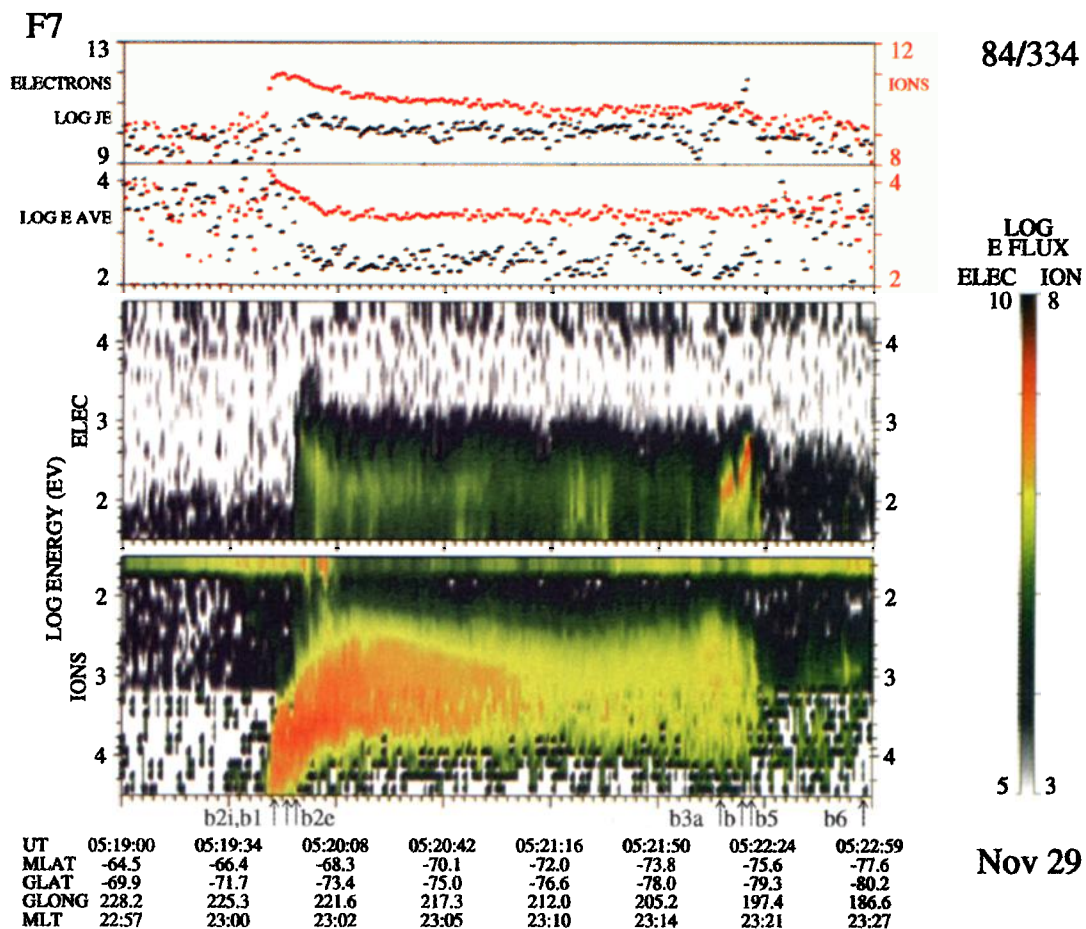 F7
84/334
13
12
ELECTRONS
IONS
LOG JE
9
8
4
4
LOG E AVE
2
2
LOG
E FLUX
ELEC ION
10 8
4
4
ELEC
3
3
2
2
LOG ENERGY (EV)
2
2
IONS
3
3
4
4
5 3
b2i,b1 b2e b3a b b5 b6
UT 05:19:00 05:19:34 05:20:08 05:20:42 05:21:16 05:21:50 05:22:24 05:22:59
MLAT -64.5 -66.4 -68.3 -70.1 -72.0 -73.8 -75.6 -77.6
GLAT -69.9 -71.7 -73.4 -75.0 -76.6 -78.0 -79.3 -80.2
GLONG 228.2 225.3 221.6 217.3 212.0 205.2 197.4 186.6
MLT 22:57 23:00 23:02 23:05 23:10 23:14 23:21 23:27
Nov 29